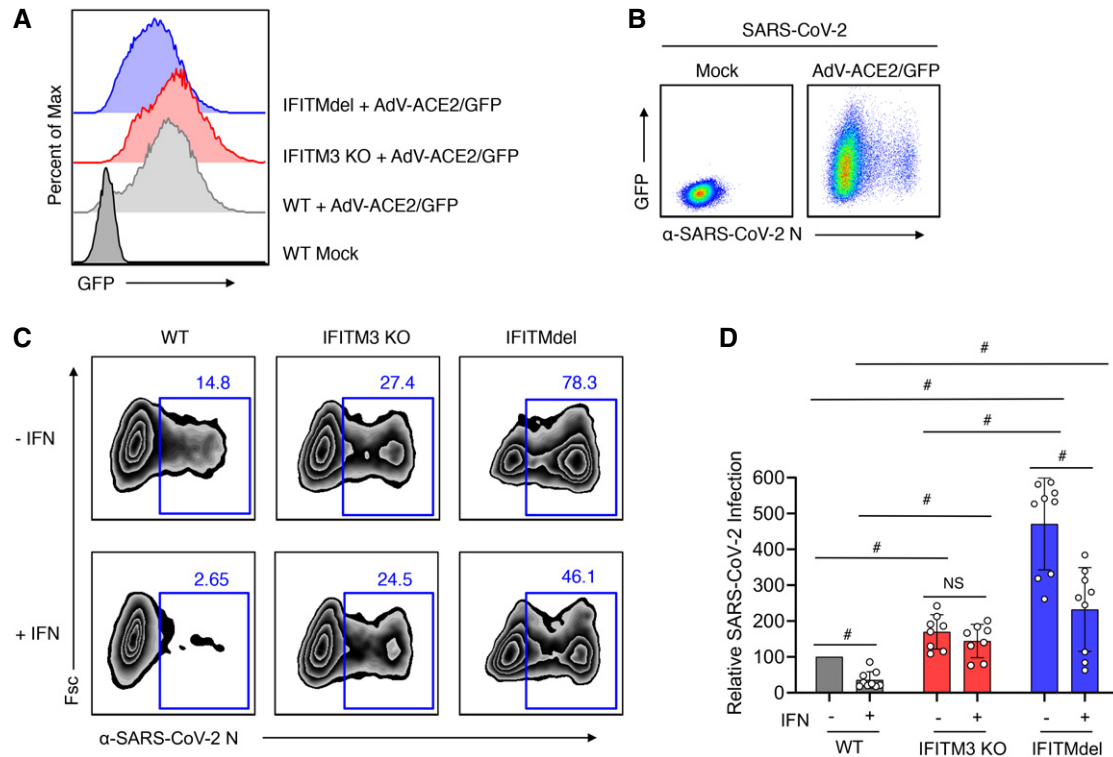 A
Percent of Max
IFITMdel + AdV-ACE2/GFP
IFITM3 KO + AdV-ACE2/GFP
WT + AdV-ACE2/GFP
WT Mock
GFP
B
SARS-CoV-2
Mock AdV-ACE2/GFP
GFP
α-SARS-CoV-2 N
C
WT IFITM3 KO IFITMdel
- IFN
14.8 27.4 78.3
+ IFN
2.65 24.5 46.1
Fsc
α-SARS-CoV-2 N
D
#
#
#
#
#
#
NS
#
Relative SARS-CoV-2 Infection
600
500
400
300
200
100
0
IFN - + - + - +
WT IFITM3 KO IFITMdel